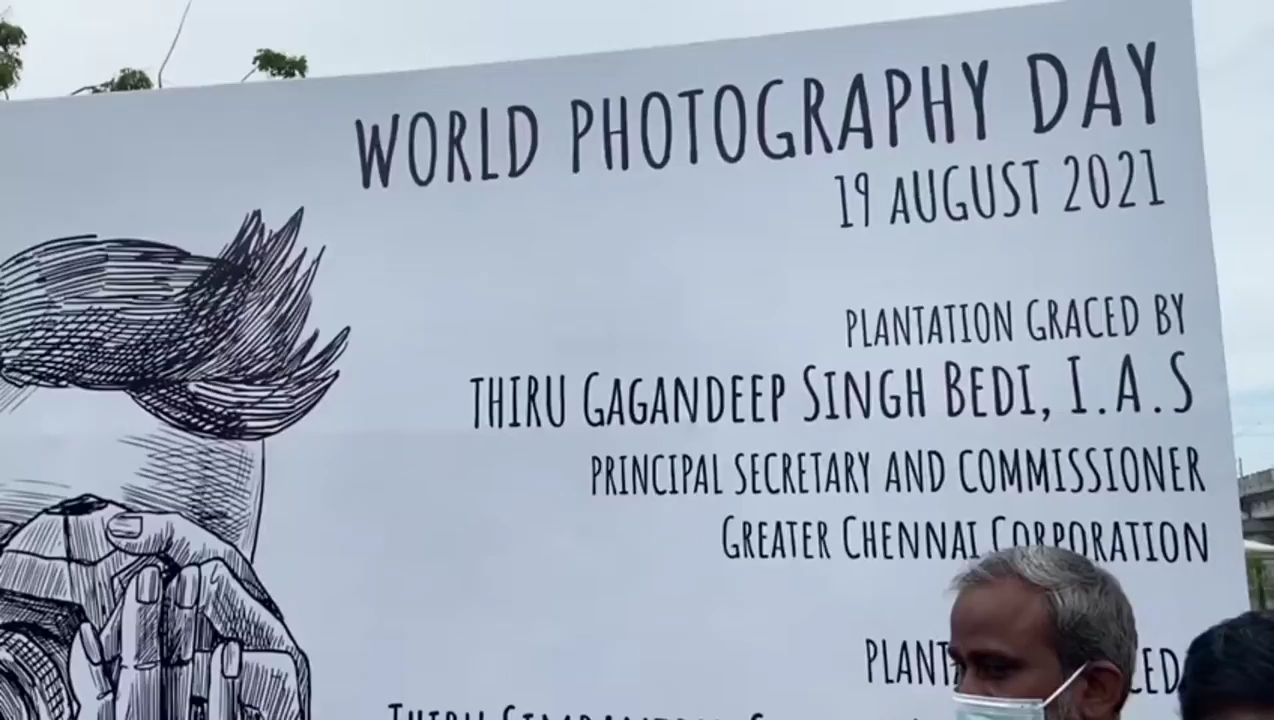 WORLD PHOTOGRAPHY DAY
19 AUGUST 2021
PLANTATION GRACED BY
THIRU GAGANDEEP SINGH BEDI, I.A.S
PRINCIPAL SECRETARY AND COMMISSIONER
GREATER CHENNAI CORPORATION
THIRU